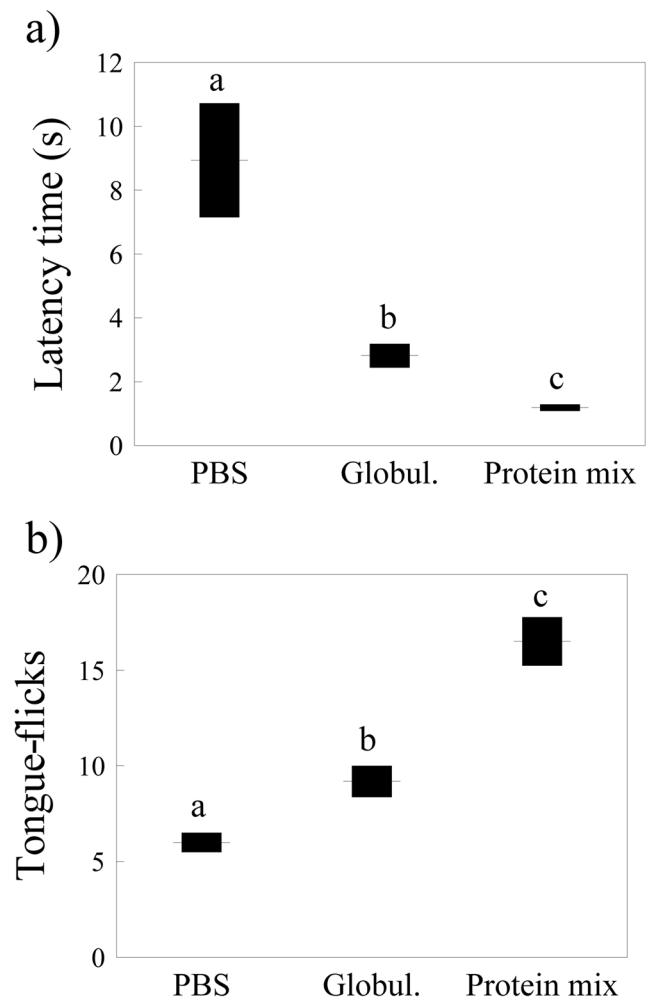 a)
Latency time (s)
12
10
8
6
4
2
0
a
b
c
PBS Globul. Protein mix
b)
Tongue-flicks
20
15
10
5
0
a
b
c
PBS Globul. Protein mix